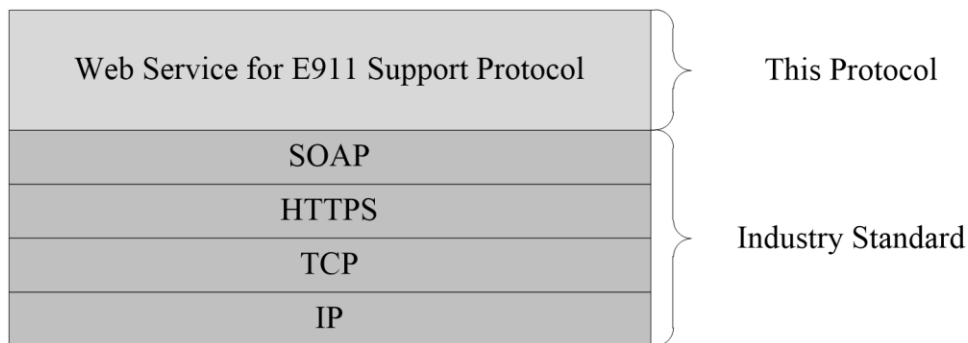 Web Service for E911 Support Protocol
This Protocol
SOAP
HTTPS
TCP
IP
Industry Standard